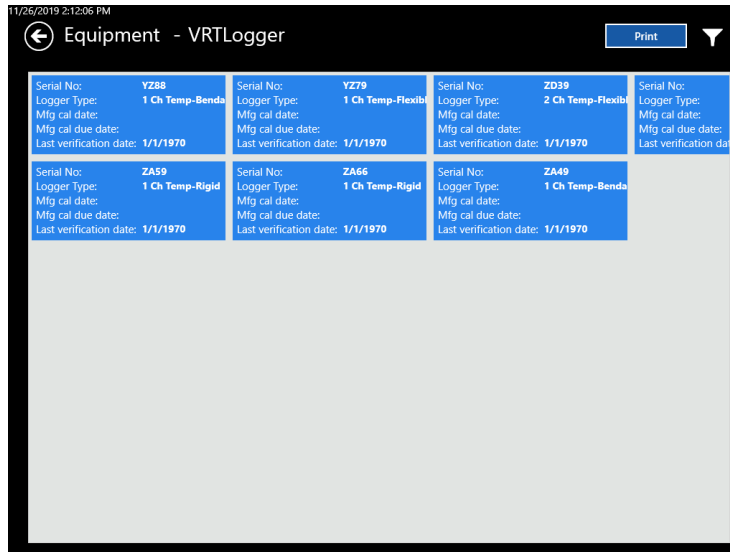 11/26/2019 2:12:06 PM
Equipment - VRTLogger
Print
Serial No: YZ88
Logger Type: 1 Ch Temp-Benda
Mfg cal date:
Mfg cal due date:
Last verification date: 1/1/1970
Serial No: YZ79
Logger Type: 1 Ch Temp-Flexibl
Mfg cal date:
Mfg cal due date:
Last verification date: 1/1/1970
Serial No: ZD39
Logger Type: 2 Ch Temp-Flexibl
Mfg cal date:
Mfg cal due date:
Last verification date: 1/1/1970
Serial No:
Logger Type:
Mfg cal date:
Mfg cal due date:
Last verification dat
Serial No: ZA59
Logger Type: 1 Ch Temp-Rigid
Mfg cal date:
Mfg cal due date:
Last verification date: 1/1/1970
Serial No: ZA66
Logger Type: 1 Ch Temp-Rigid
Mfg cal date:
Mfg cal due date:
Last verification date: 1/1/1970
Serial No: ZA49
Logger Type: 1 Ch Temp-Benda
Mfg cal date:
Mfg cal due date:
Last verification date: 1/1/1970